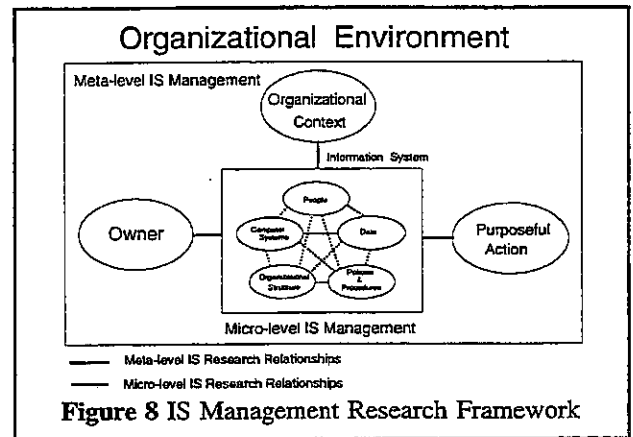 Organizational Environment
Meta-level IS Management
Organizational
Context
Information System
People
Computer
Systems
Data
Owner
Purposeful
Action
Organizational
Structure
Policies
&
Procedures
Micro-level IS Management
Meta-level IS Research Relationships
Micro-level IS Research Relationships
Figure 8 IS Management Research Framework